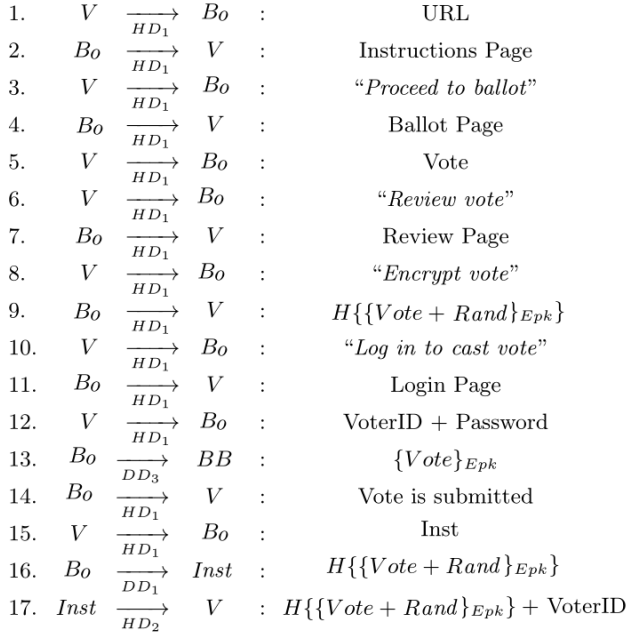 1. V → HD₁ Bo : URL
2. Bo → HD₁ V : Instructions Page
3. V → HD₁ Bo : “Proceed to ballot”
4. Bo → HD₁ V : Ballot Page
5. V → HD₁ Bo : Vote
6. V → HD₁ Bo : “Review vote”
7. Bo → HD₁ V : Review Page
8. V → HD₁ Bo : “Encrypt vote”
9. Bo → HD₁ V : H{{Vote + Rand}Epk}
10. V → HD₁ Bo : “Log in to cast vote”
11. Bo → HD₁ V : Login Page
12. V → HD₁ Bo : VoterID + Password
13. Bo → DD₃ BB : {Vote}Epk
14. Bo → HD₁ V : Vote is submitted
15. V → HD₁ Bo : Inst
16. Bo → DD₁ Inst : H{{Vote + Rand}Epk}
17. Inst → HD₂ V : H{{Vote + Rand}Epk} + VoterID